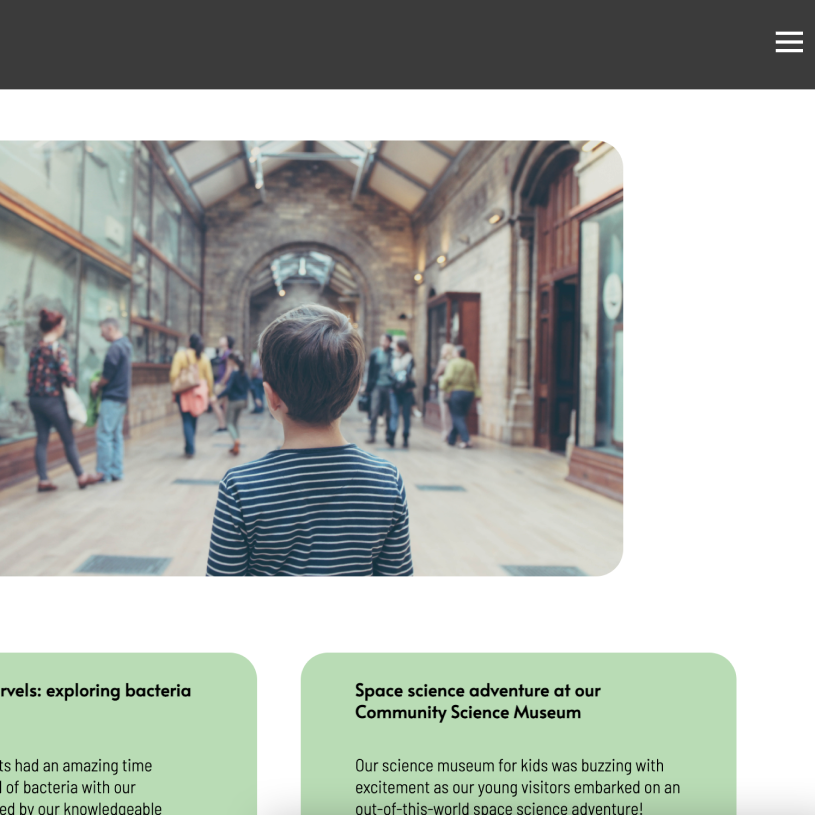 rvels: exploring bacteria
ts had an amazing time
of bacteria with our
ed by our knowledgeable
Space science adventure at our
Community Science Museum
Our science museum for kids was buzzing with
excitement as our young visitors embarked on an
out-of-this-world space science adventure!